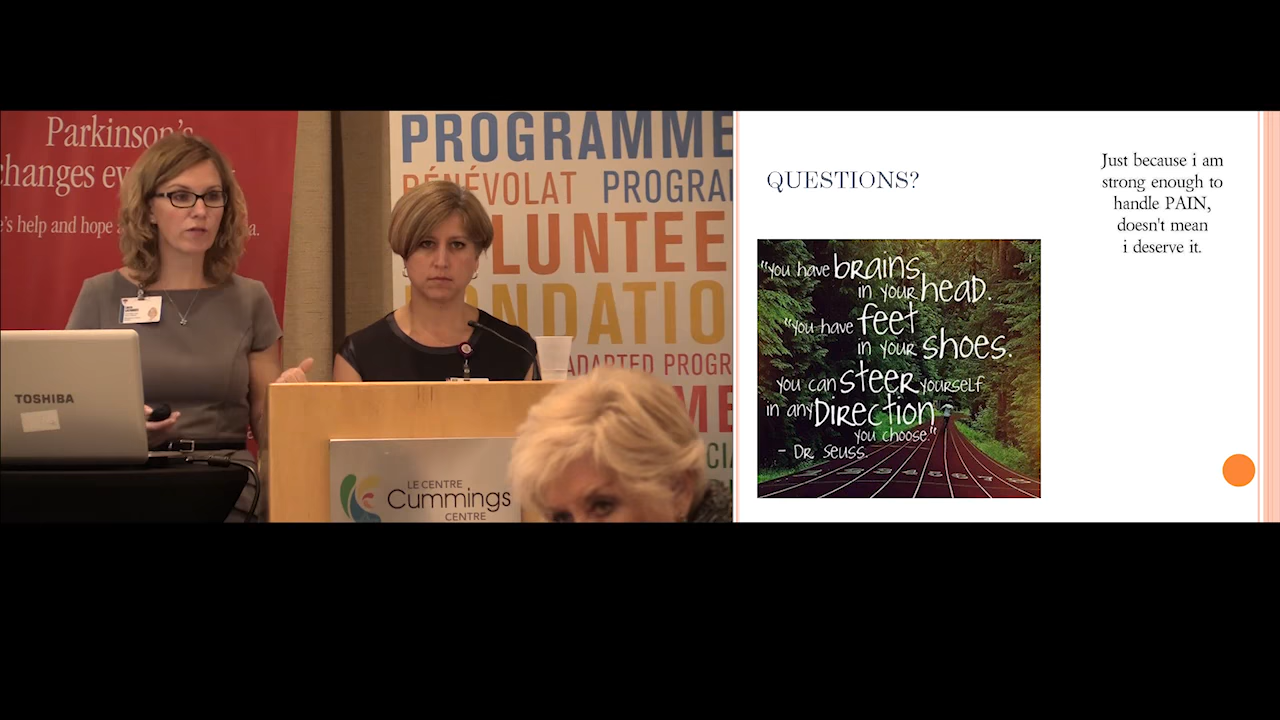 Parkinson's
changes
's help and hope
a.
TOSHIBA
PROGRAMME
BÉNÉVOLAT PROGRA
LUNTEE
NDATIO
ADAPTED PROGR
ME
CIA
LE CENTRE
Cummings
CENTRE
QUESTIONS?
"you have brains
in your head.
"you have feet
in your shoes.
you can steer yourself
in any Direction
you choose."
- Dr. Seuss.
Just because i am
strong enough to
handle PAIN,
doesn't mean
i deserve it.